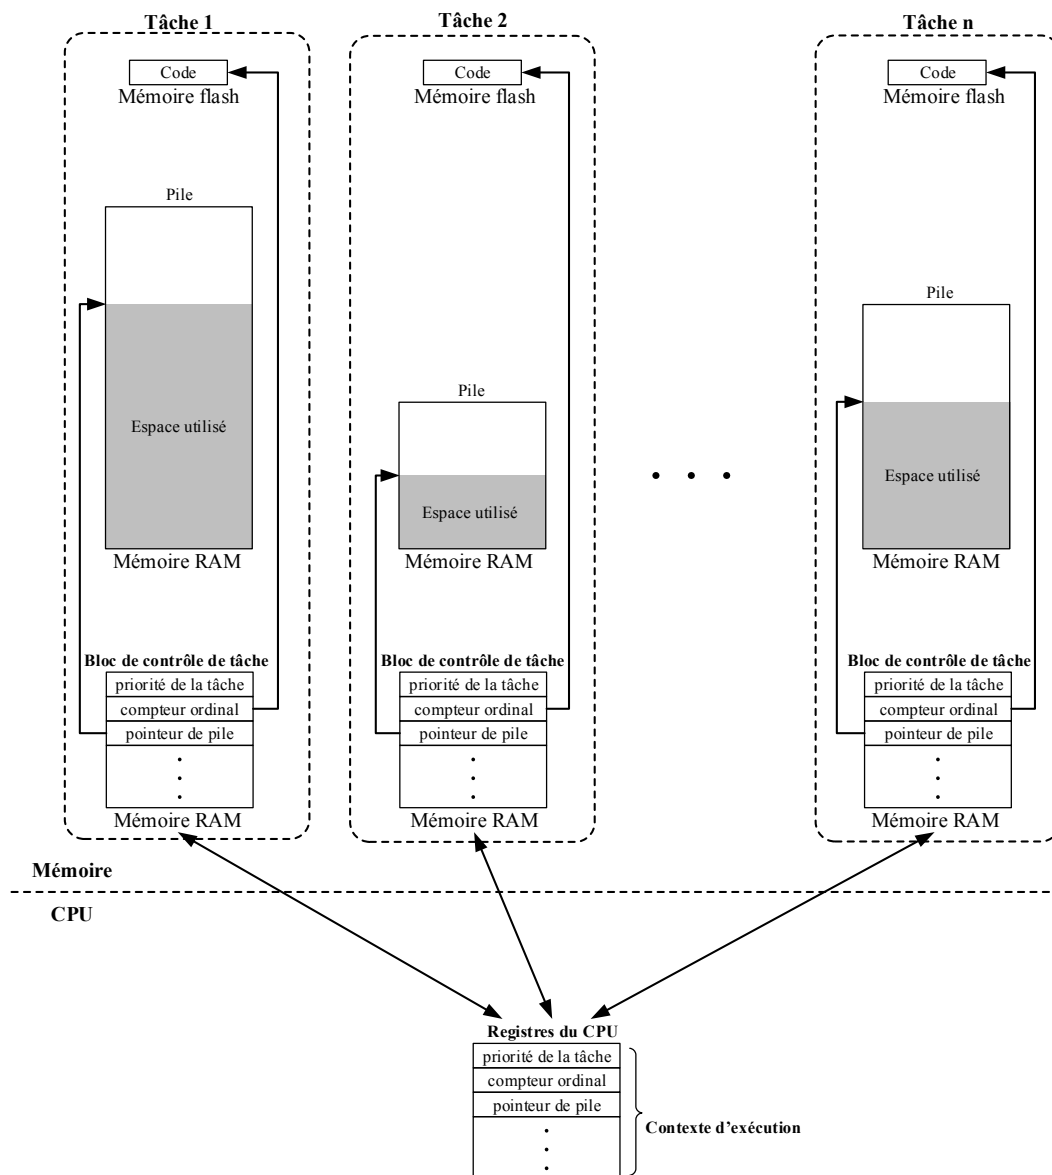 Tâche 1
Code
Mémoire flash
Pile
Espace utilisé
Mémoire RAM
Bloc de contrôle de tâche
priorité de la tâche
compteur ordinal
pointeur de pile
Mémoire RAM
Tâche 2
Code
Mémoire flash
Pile
Espace utilisé
Mémoire RAM
Bloc de contrôle de tâche
priorité de la tâche
compteur ordinal
pointeur de pile
Mémoire RAM
Tâche n
Code
Mémoire flash
Pile
Espace utilisé
Mémoire RAM
Bloc de contrôle de tâche
priorité de la tâche
compteur ordinal
pointeur de pile
Mémoire RAM
Mémoire
CPU
Registres du CPU
priorité de la tâche
compteur ordinal
pointeur de pile
Contexte d’exécution